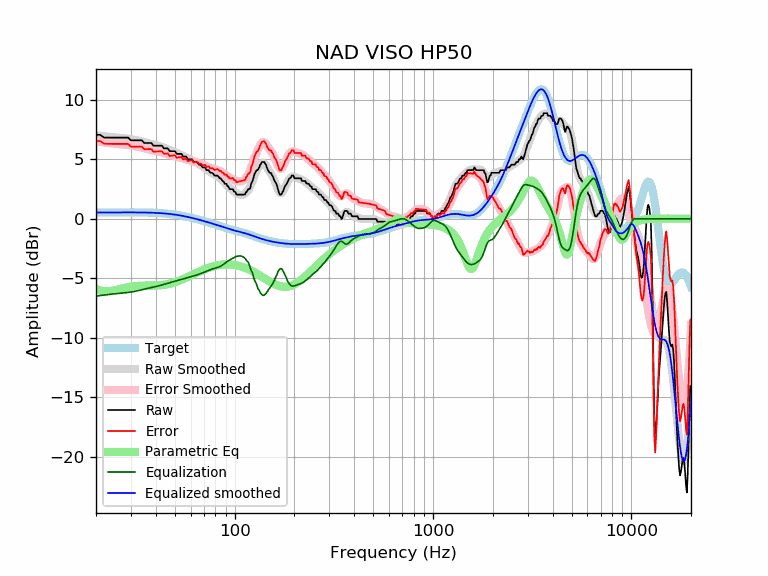 NAD VISO HP50
Amplitude (dBr)
10
5
0
−5
−10
−15
−20
Target
Raw Smoothed
Error Smoothed
Raw
Error
Parametric Eq
Equalization
Equalized smoothed
100
1000
10000
Frequency (Hz)